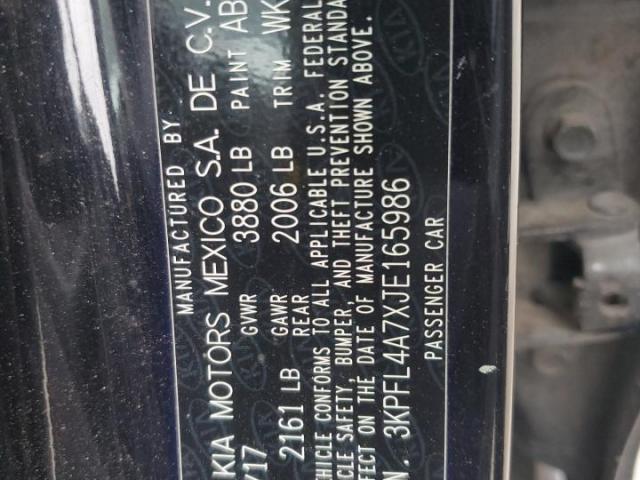 MANUFACTURED BY
KIA MOTORS MEXICO S.A. DE C.V.
/17 GVWR 3880 LB PAINT AB
GAWR
2161 LB REAR 2006 LB TRIM WK
EHICLE CONFORMS TO ALL APPLICABLE U.S.A. FEDERAL
CLE SAFETY, BUMPER, AND THEFT PREVENTION STANDA
FFECT ON THE DATE OF MANUFACTURE SHOWN ABOVE.
N. 3KPFL4A7XJE165986
PASSENGER CAR